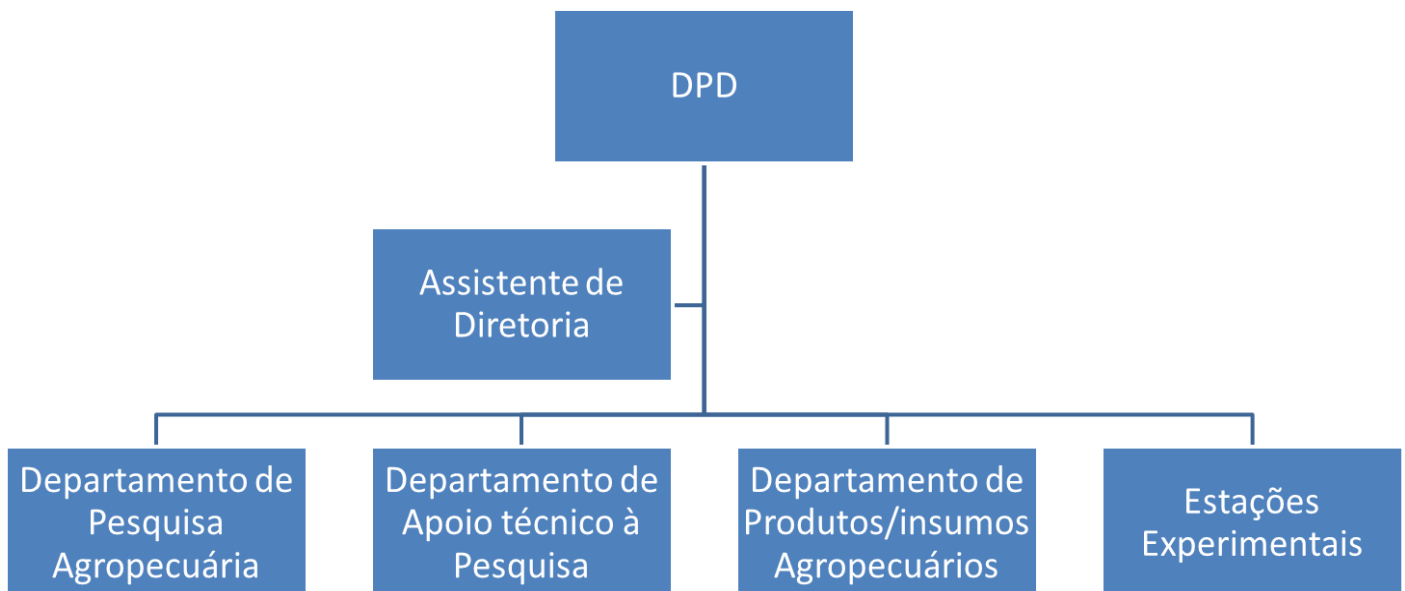 DPD
Assistente de
Diretoria
Departamento de
Pesquisa
Agropecuária
Departamento de
Apoio técnico à
Pesquisa
Departamento de
Produtos/insumos
Agropecuários
Estações
Experimentais